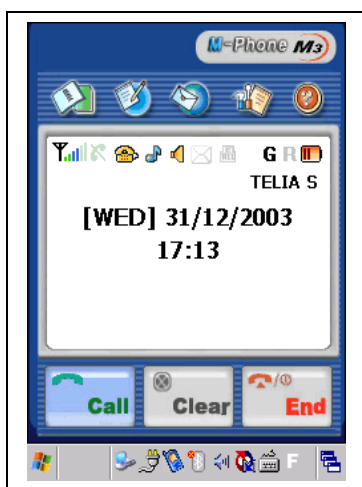 M-Phone M3
G R
TELIA S
[WED] 31/12/2003
17:13
Call Clear End
F